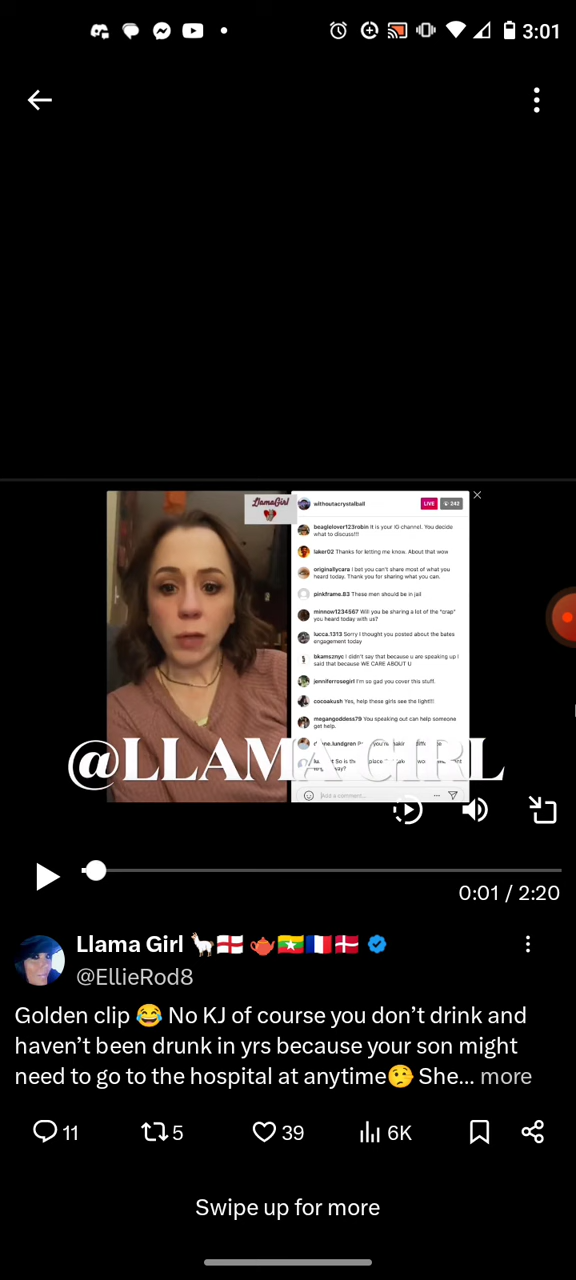 3:01
LlamaGirl
withoutacrystalball
LIVE
242
beaglelover123robin It is your IG channel. You decide
what to discuss!!!
laker02 Thanks for letting me know. About that wow
originallycara I bet you can't share most of what you
heard today. Thank you for sharing what you can.
pinkframe.83 These men should be in jail
minnow1234567 Will you be sharing a lot of the "crap"
you heard today with us?
lucca.1313 Sorry I thought you posted about the bates
engagement today
bkamsznyc I didn't say that because u are speaking up I
said that because WE CARE ABOUT U
jenniferrosegirl I'm so gad you cover this stuff.
cocoakush Yes, help these girls see the light!!!
megangoddess79 You speaking out can help someone
get help.
@LLAMA GIRL
Add a comment...
0:01 / 2:20
Llama Girl 🦙🏴󠁧󠁢󠁥󠁮󠁧󠁿 🫖🇲🇲🇫🇷🇩🇰
@EllieRod8
Golden clip 😂 No KJ of course you don’t drink and
haven’t been drunk in yrs because your son might
need to go to the hospital at anytime🤨 She... more
11
5
39
6K
Swipe up for more